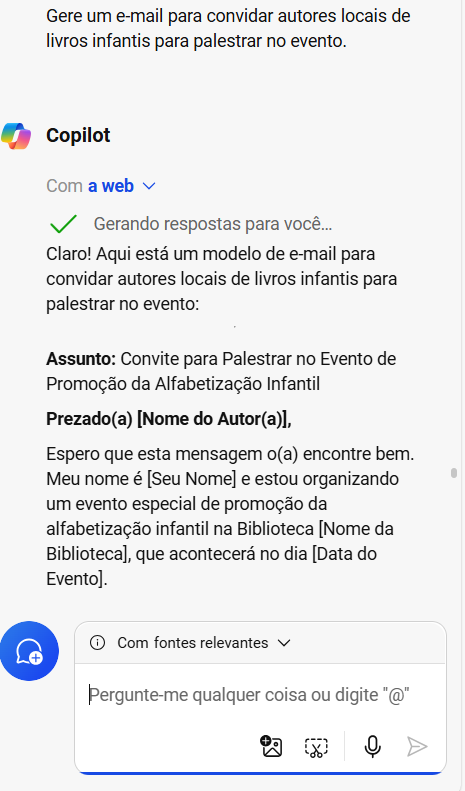 Gere um e-mail para convidar autores locais de
livros infantis para palestrar no evento.
Copilot
Com a web
Gerando respostas para você...
Claro! Aqui está um modelo de e-mail para
convidar autores locais de livros infantis para
palestrar no evento:
Assunto: Convite para Palestrar no Evento de
Promoção da Alfabetização Infantil
Prezado(a) [Nome do Autor(a)],
Espero que esta mensagem o(a) encontre bem.
Meu nome é [Seu Nome] e estou organizando
um evento especial de promoção da
alfabetização infantil na Biblioteca [Nome da
Biblioteca], que acontecerá no dia [Data do
Evento].
Com fontes relevantes
Pergunte-me qualquer coisa ou digite "@"